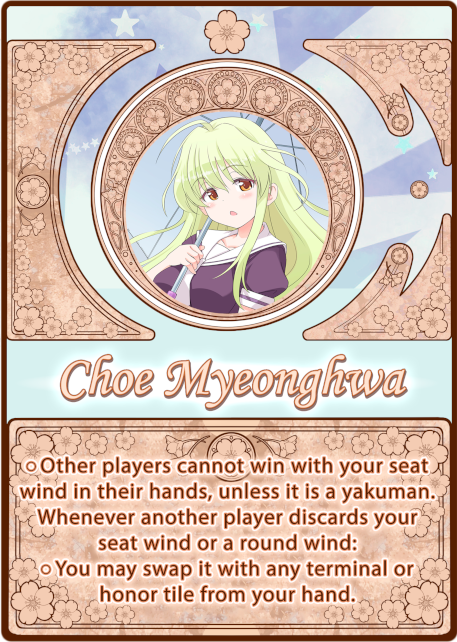 Choe Myeonghwa
○Other players cannot win with your seat
wind in their hands, unless it is a yakuman.
Whenever another player discards your
seat wind or a round wind:
○You may swap it with any terminal or
honor tile from your hand.